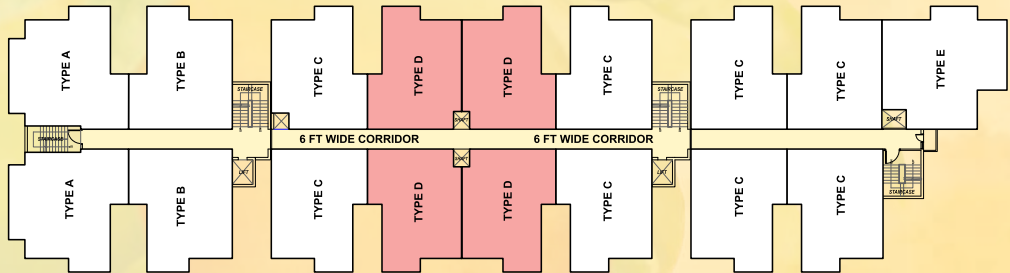 TYPE A
TYPE B
TYPE C
TYPE D
TYPE D
TYPE C
TYPE C
TYPE C
TYPE E
STAIRCASE
STAIRCASE
SHAFT
SHAFT
STAIRCASE
6 FT WIDE CORRIDOR
6 FT WIDE CORRIDOR
SHAFT
LIFT
LIFT
STAIRCASE
TYPE A
TYPE B
TYPE C
TYPE D
TYPE D
TYPE C
TYPE C
TYPE C